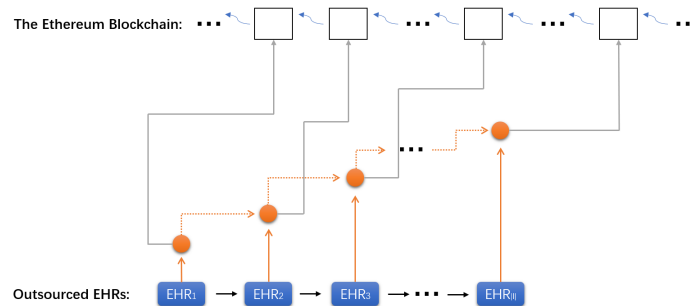 The Ethereum Blockchain:
Outsourced EHRs: EHR1 EHR2 EHR3 EHR|l|